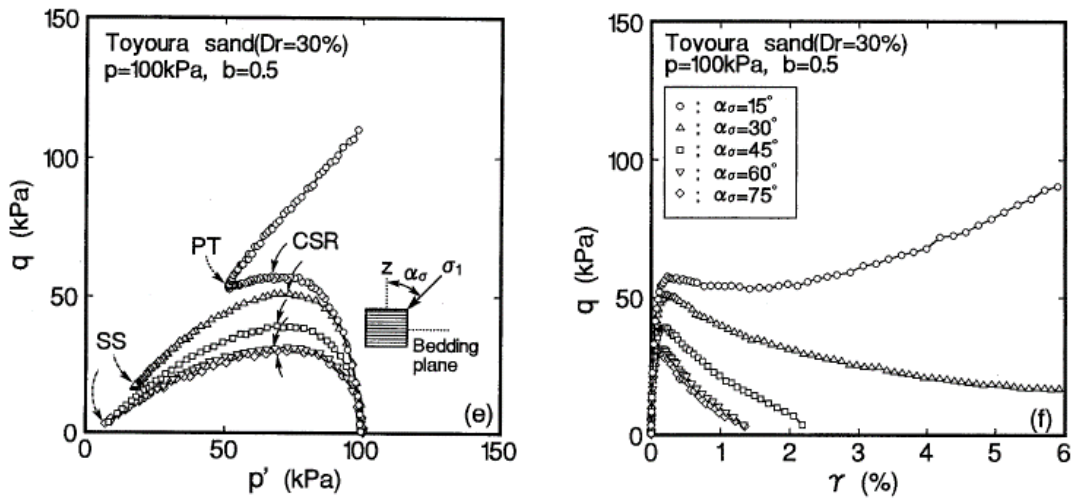 150
Toyoura sand(Dr=30%)
p=100kPa, b=0.5
100
q (kPa)
PT
CSR
z
ασ
σ1
50
SS
Bedding
plane
(e)
0
0
50
100
150
p' (kPa)
150
Tovoura sand(Dr=30%)
p=100kPa, b=0.5
: ασ=15°
: ασ=30°
: ασ=45°
: ασ=60°
: ασ=75°
100
q (kPa)
50
(f)
0
0
1
2
3
4
5
6
γ (%)